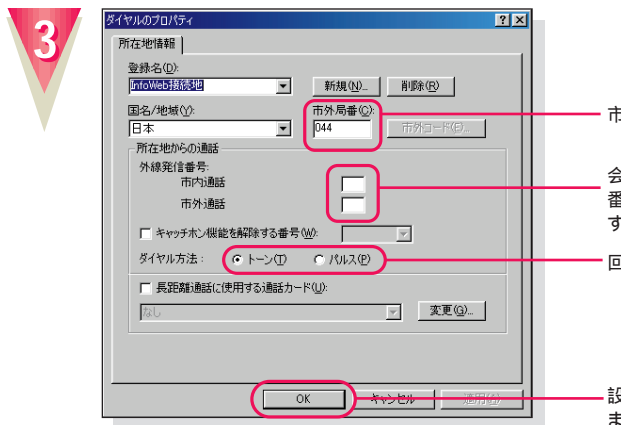 3
ダイヤルのプロパティ
所在地情報
登録名(D):
InfoWeb接続地
新規(N)...
削除(R)
国名/地域(Y):
市外局番(C):
日本
044
市外コード(E)...
市
所在地からの通話
外線発信番号:
市内通話
市外通話
会
番
す
キャッチホン機能を解除する番号(W):
ダイヤル方法：
トーン(T)
パルス(P)
回
長距離通話に使用する通話カード(U):
なし
変更(G)...
OK
キャンセル
適用(A)
設
ま